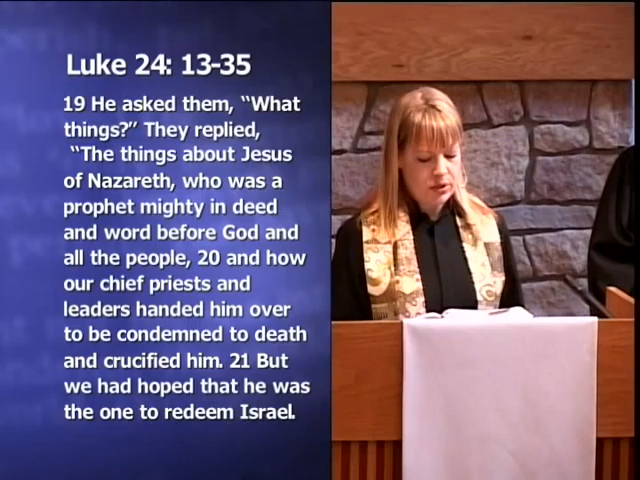 Luke 24: 13-35
19 He asked them, “What
things?” They replied,
“The things about Jesus
of Nazareth, who was a
prophet mighty in deed
and word before God and
all the people, 20 and how
our chief priests and
leaders handed him over
to be condemned to death
and crucified him. 21 But
we had hoped that he was
the one to redeem Israel.